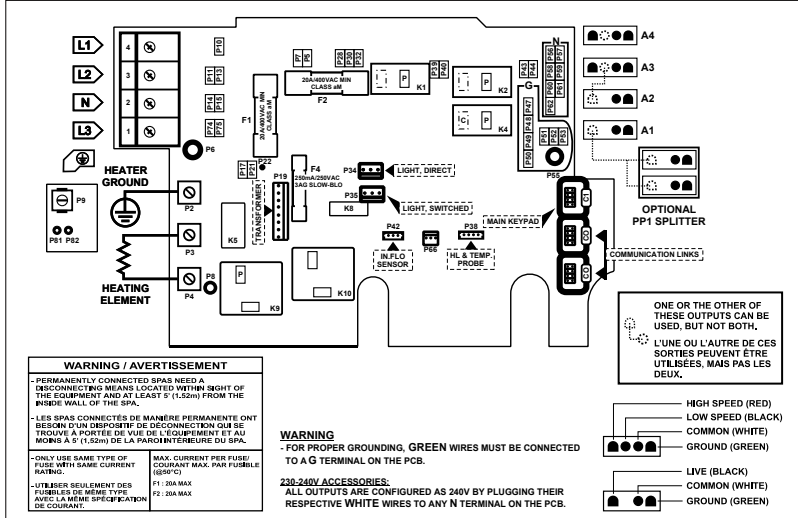 L1
L2
N
L3
4
3
2
1
P10
P11 P13
P14 P15
P74 P75
P6
P7 P5
P28 P30 P32
20A/400VAC MIN
CLASS aM
F2
F1
20A/400VAC MIN
CLASS aM
P
K1
P39 P40
P
K2
C P
K4
P43 P44
N
P56 P57
P58 P59
P60 P61
P62
G
P47
P48
P49
P50
P51 P52 P53
P55
A4
A3
A2
A1
OPTIONAL
PP1 SPLITTER
P17 P21
P22
F4
250mA/250VAC
3AG SLOW-BLO
P19
TRANSFORMER
P34
LIGHT, DIRECT
P35
LIGHT, SWITCHED
K8
K5
P42
IN.FLO
SENSOR
P66
P38
HL & TEMP.
PROBE
MAIN KEYPAD
C1
CO
CO
COMMUNICATION LINKS
HEATER
GROUND
P9
P81 P82
P2
P3
P4
P8
HEATING
ELEMENT
P
K9
K10
ONE OR THE OTHER OF
THESE OUTPUTS CAN BE
USED, BUT NOT BOTH.
L'UNE OU L'AUTRE DE CES
SORTIES PEUVENT ÊTRE
UTILISÉES, MAIS PAS LES
DEUX.
WARNING / AVERTISSEMENT
- PERMANENTLY CONNECTED SPAS NEED A
DISCONNECTING MEANS LOCATED WITHIN SIGHT OF
THE EQUIPMENT AND AT LEAST 5' (1.52m) FROM THE
INSIDE WALL OF THE SPA.
- LES SPAS CONNECTÉS DE MANIÈRE PERMANENTE ONT
BESOIN D'UN DISPOSITIF DE DÉCONNECTION QUI SE
TROUVE À PORTÉE DE VUE DE L'ÉQUIPEMENT ET AU
MOINS À 5' (1,52m) DE LA PAROI INTÉRIEURE DU SPA.
- ONLY USE SAME TYPE OF
FUSE WITH SAME CURRENT
RATING.
- UTILISER SEULEMENT DES
FUSIBLES DE MÊME TYPE
AVEC LA MÊME SPÉCIFICATION
DE COURANT.
MAX. CURRENT PER FUSE/
COURANT MAX. PAR FUSIBLE
(@50°C)
F1 : 20A MAX
F2 : 20A MAX
WARNING
- FOR PROPER GROUNDING, GREEN WIRES MUST BE CONNECTED
TO A G TERMINAL ON THE PCB.
230-240V ACCESSORIES:
ALL OUTPUTS ARE CONFIGURED AS 240V BY PLUGGING THEIR
RESPECTIVE WHITE WIRES TO ANY N TERMINAL ON THE PCB.
HIGH SPEED (RED)
LOW SPEED (BLACK)
COMMON (WHITE)
GROUND (GREEN)
LIVE (BLACK)
COMMON (WHITE)
GROUND (GREEN)